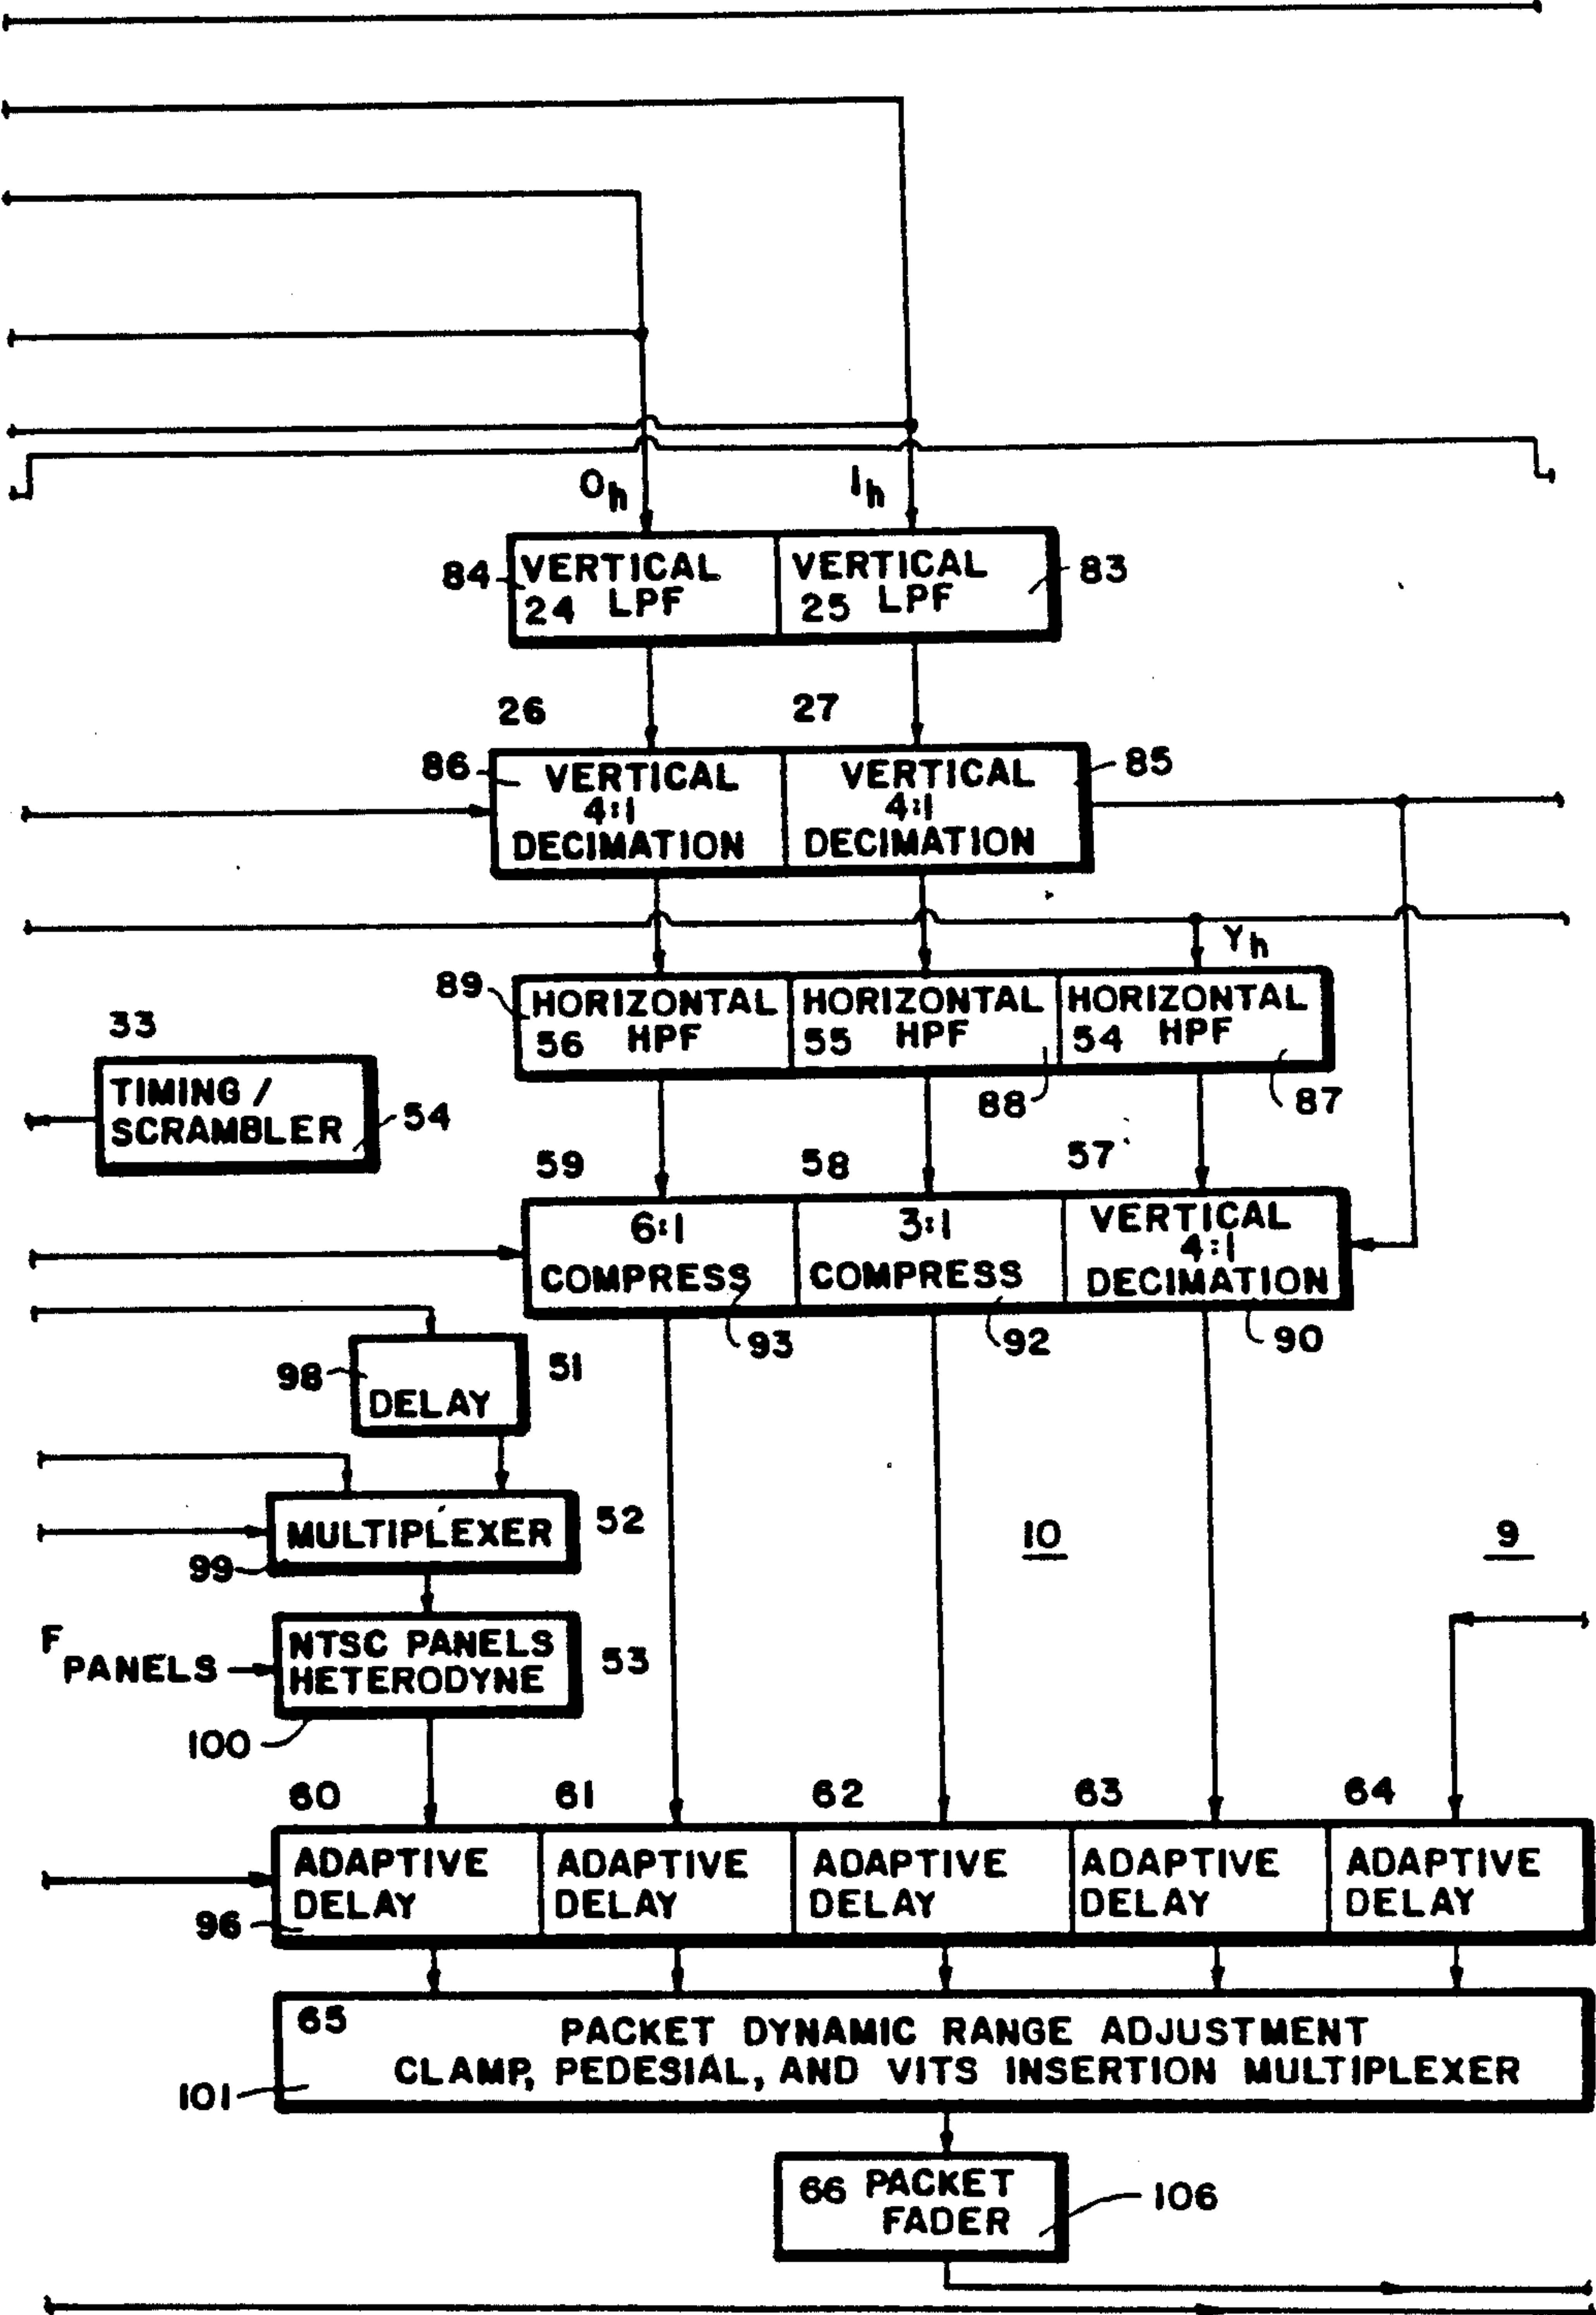 Oh Ih
84 VERTICAL VERTICAL 83
24 LPF 25 LPF
26 27
86 VERTICAL VERTICAL 85
4:1 4:1
DECIMATION DECIMATION
Yh
89 HORIZONTAL HORIZONTAL HORIZONTAL
56 HPF 55 HPF 54 HPF
88 87
33
TIMING /
SCRAMBLER 54
59 58 57
6:1 3:1 VERTICAL
4:1
COMPRESS COMPRESS DECIMATION
93 92 90
98 51
DELAY
MULTIPLEXER 52
99
10 9
F
PANELS
NTSC PANELS
HETERODYNE 53
100
60 61 62 63 64
ADAPTIVE ADAPTIVE ADAPTIVE ADAPTIVE ADAPTIVE
DELAY DELAY DELAY DELAY DELAY
96
65 PACKET DYNAMIC RANGE ADJUSTMENT
CLAMP, PEDESIAL, AND VITS INSERTION MULTIPLEXER
101
66 PACKET
FADER
106